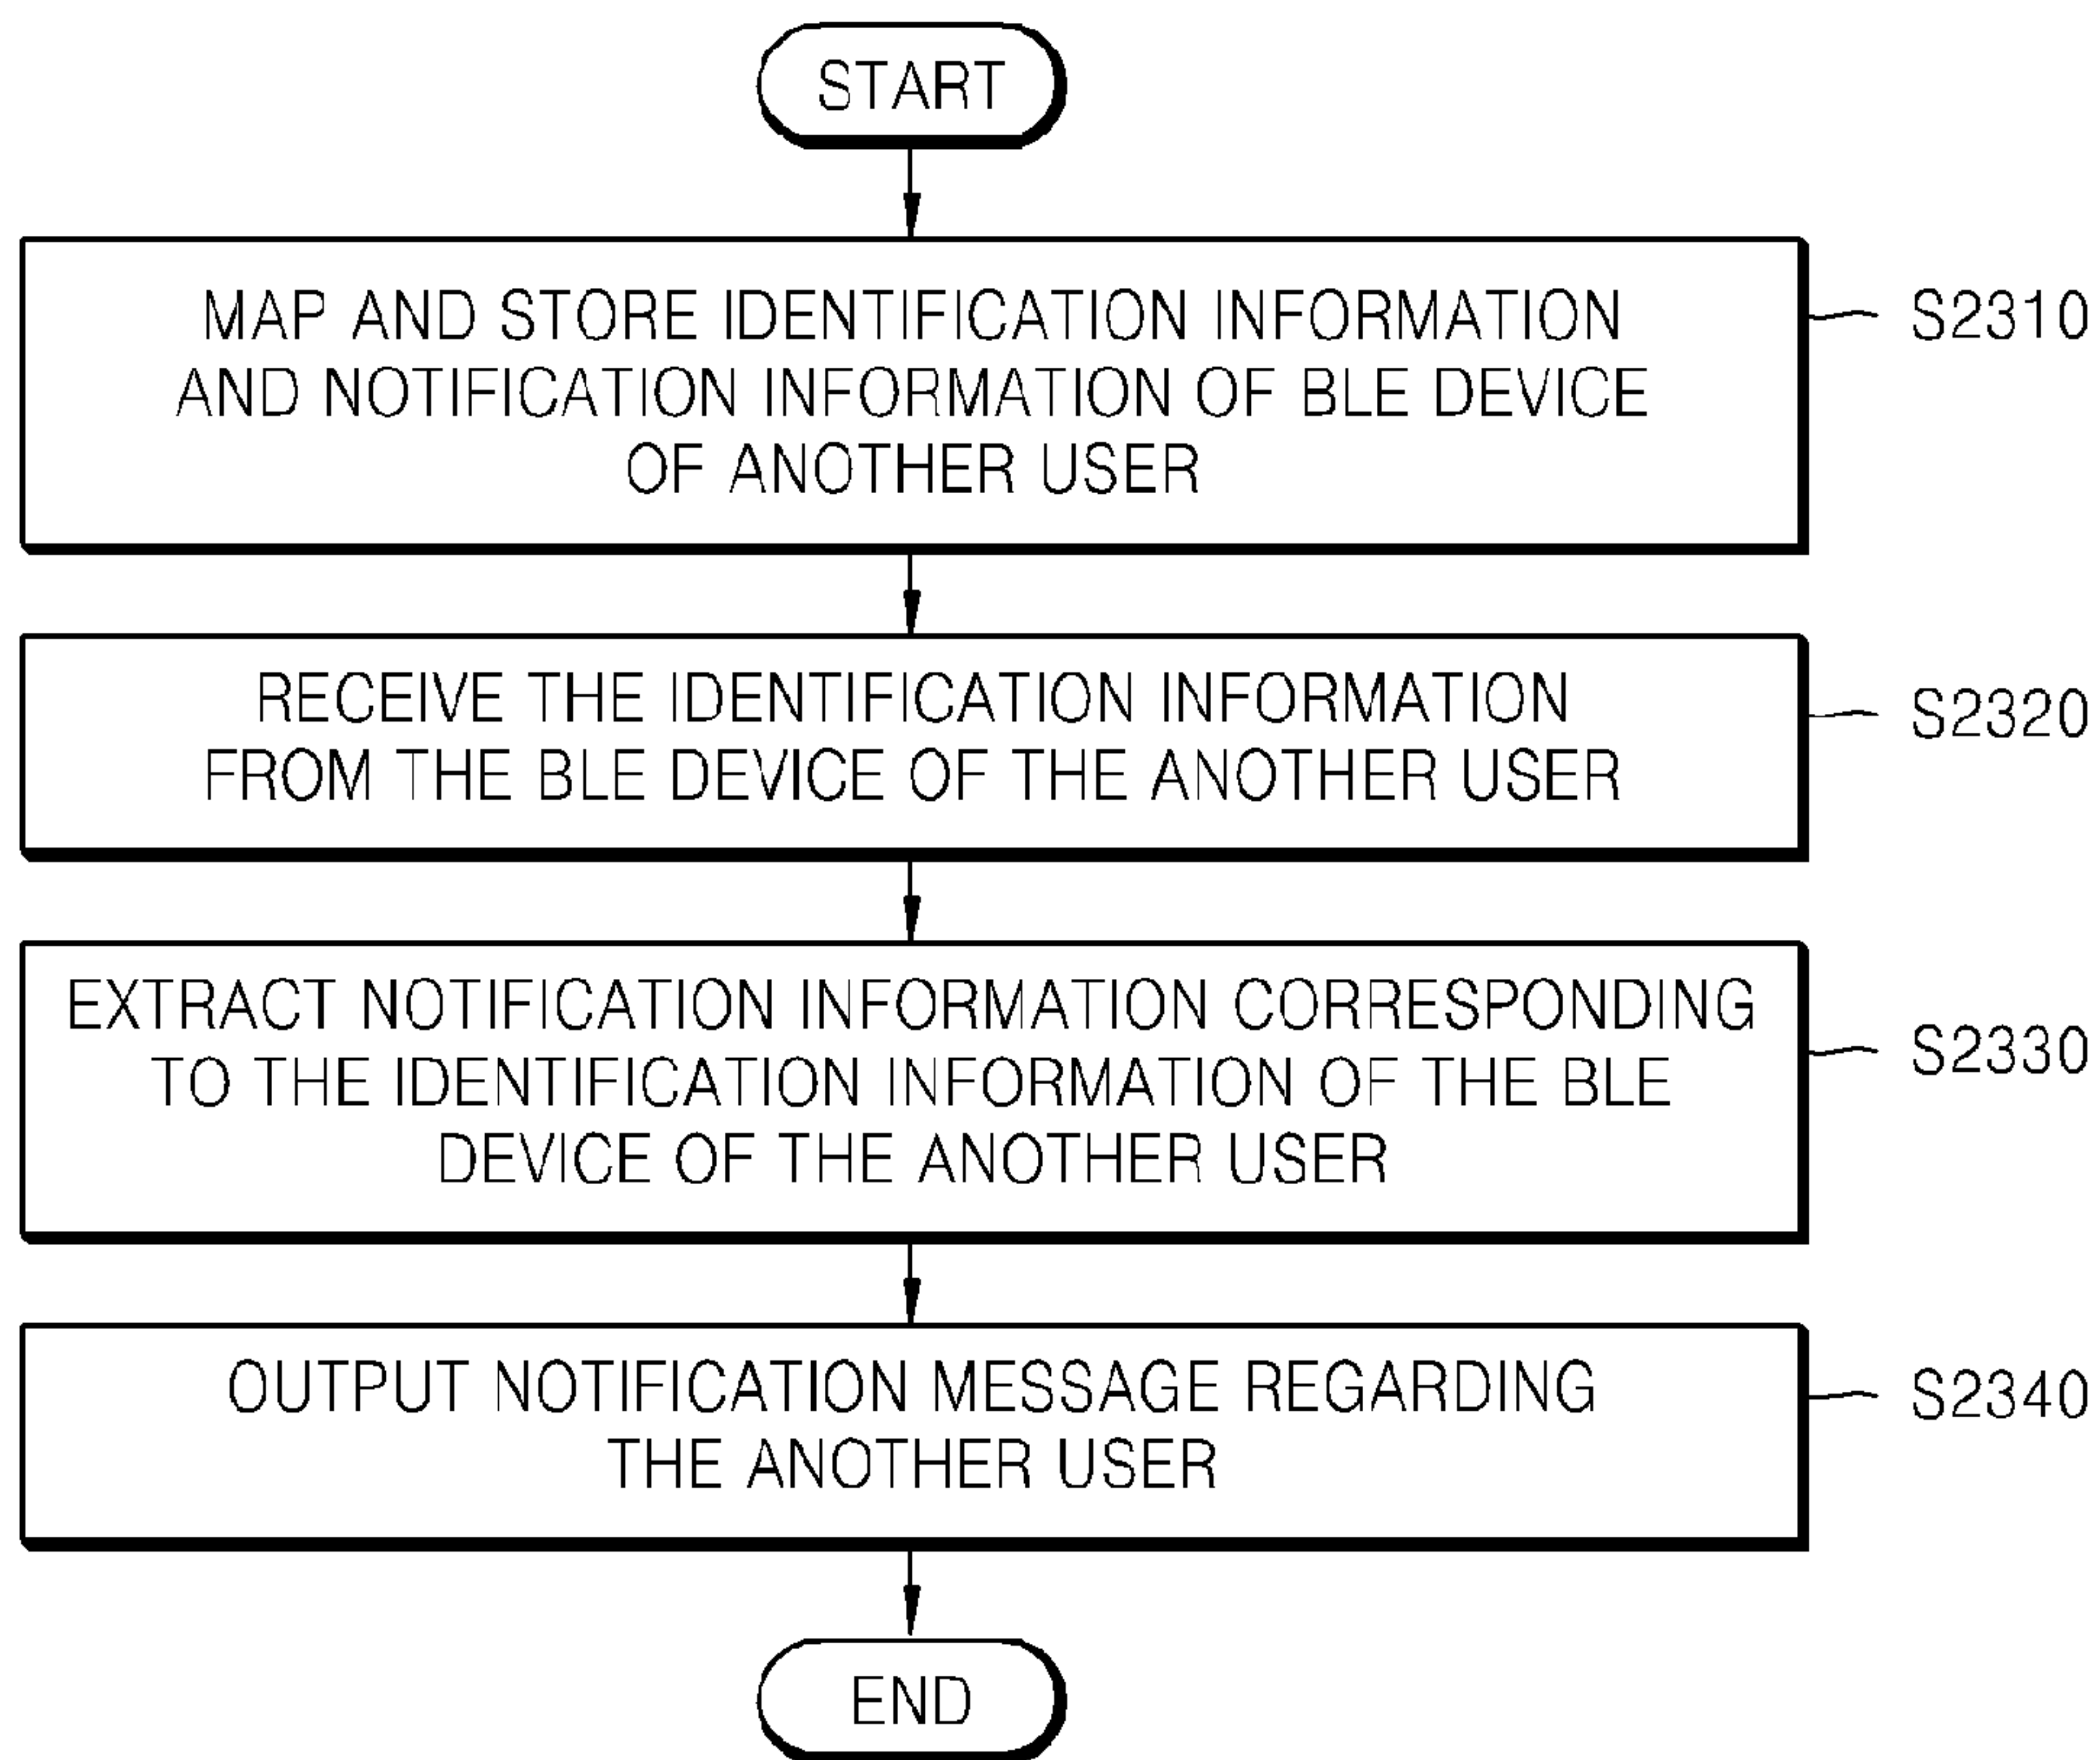 START
MAP AND STORE IDENTIFICATION INFORMATION
AND NOTIFICATION INFORMATION OF BLE DEVICE
OF ANOTHER USER
S2310
RECEIVE THE IDENTIFICATION INFORMATION
FROM THE BLE DEVICE OF THE ANOTHER USER
S2320
EXTRACT NOTIFICATION INFORMATION CORRESPONDING
TO THE IDENTIFICATION INFORMATION OF THE BLE
DEVICE OF THE ANOTHER USER
S2330
OUTPUT NOTIFICATION MESSAGE REGARDING
THE ANOTHER USER
S2340
END